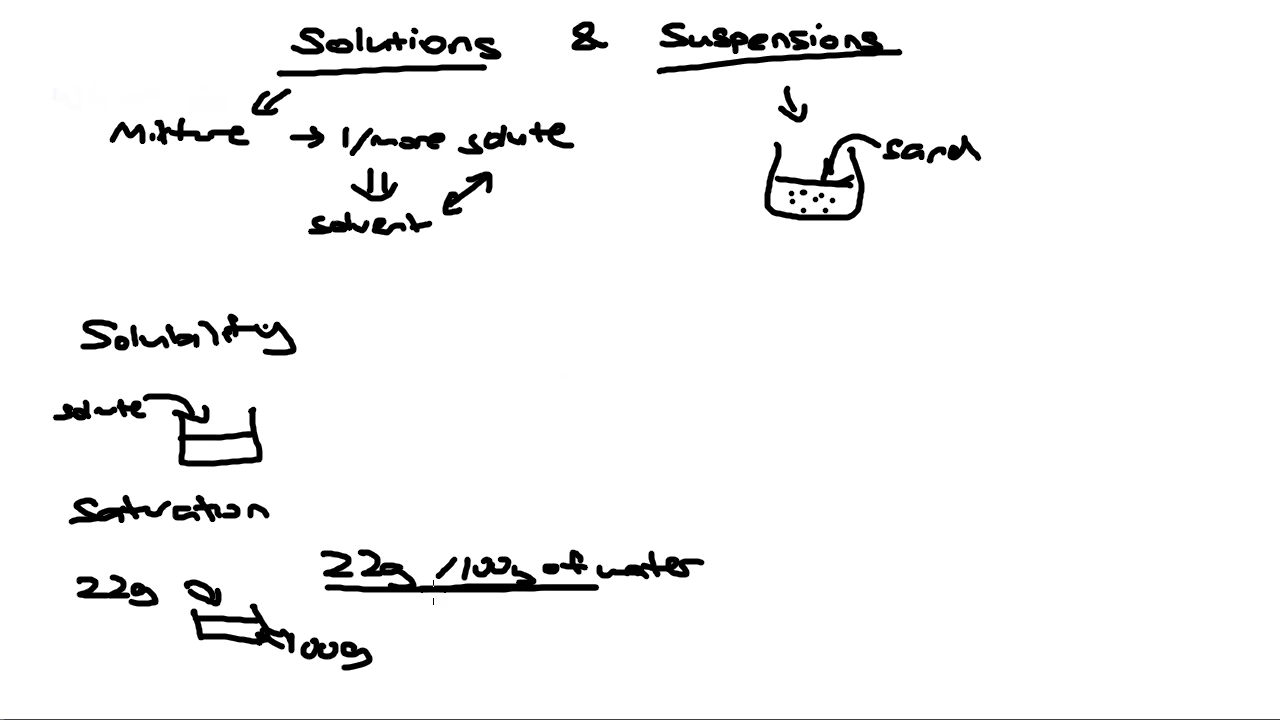 Solutions & Suspensions
Mixture → 1/more solute
solvent
sand
Solubility
solute
Saturation
22g /100g of water
22g
100g